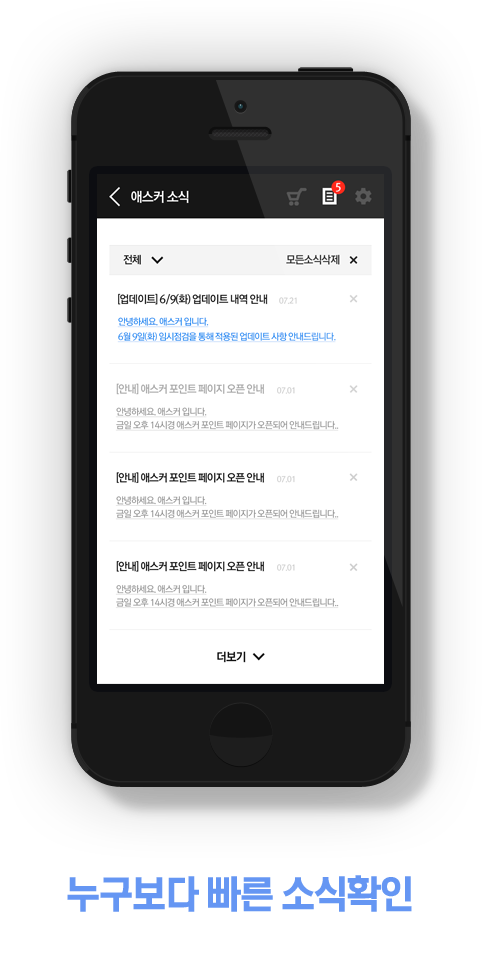 애스커 소식
5
전체
모든소식삭제
[업데이트] 6/9(화) 업데이트 내역 안내 07.21
안녕하세요. 애스커 입니다.
6월 9일(화) 임시점검을 통해 적용된 업데이트 사항 안내드립니다.
[안내] 애스커 포인트 페이지 오픈 안내 07.01
안녕하세요. 애스커 입니다.
금일 오후 14시경 애스커 포인트 페이지가 오픈되어 안내드립니다..
[안내] 애스커 포인트 페이지 오픈 안내 07.01
안녕하세요. 애스커 입니다.
금일 오후 14시경 애스커 포인트 페이지가 오픈되어 안내드립니다..
[안내] 애스커 포인트 페이지 오픈 안내 07.01
안녕하세요. 애스커 입니다.
금일 오후 14시경 애스커 포인트 페이지가 오픈되어 안내드립니다..
더보기
누구보다 빠른 소식확인